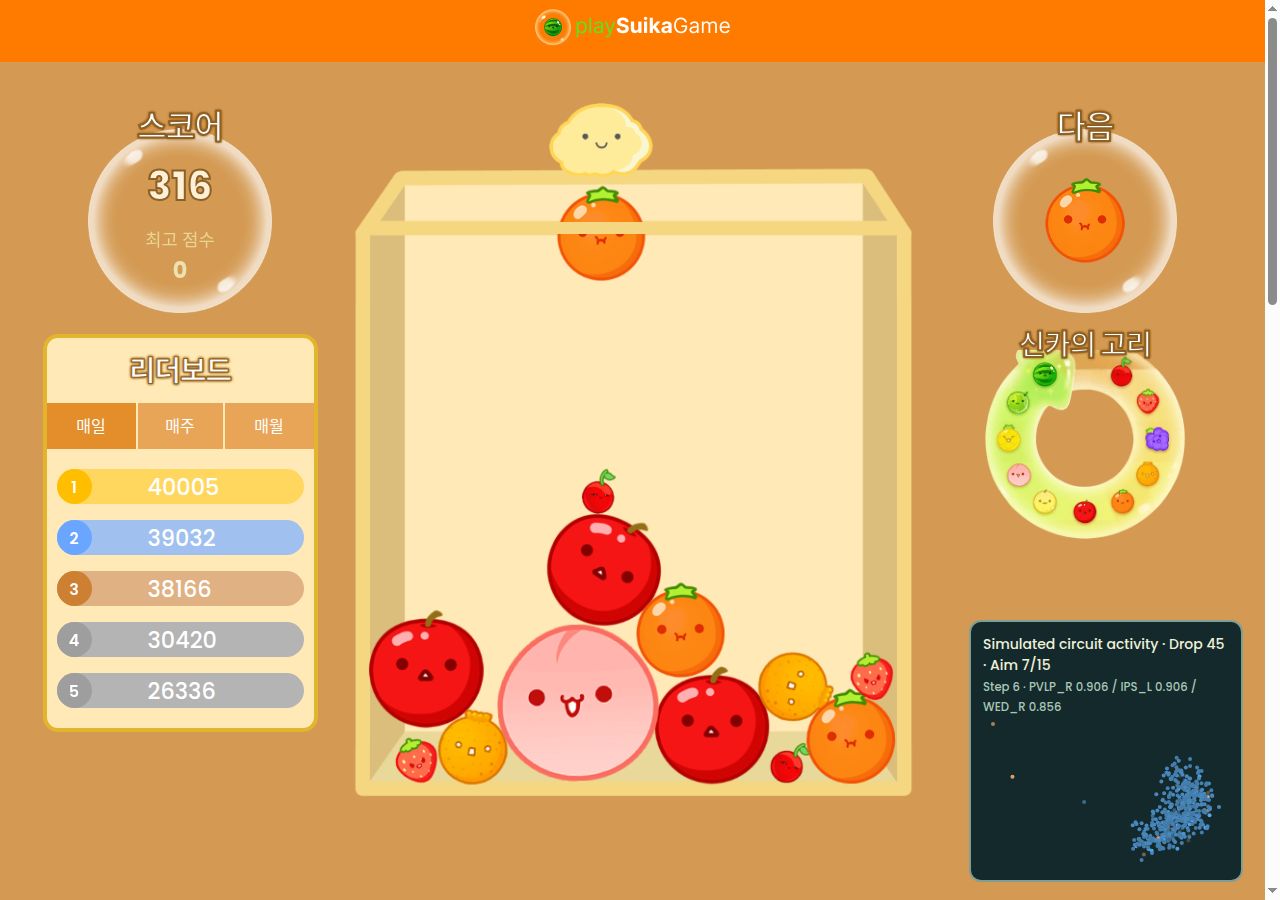 playSuikaGame
스코어
316
최고 점수
0
다음
리더보드
매일 매주 매월
1 40005
2 39032
3 38166
4 30420
5 26336
신카의 고리
Simulated circuit activity · Drop 45
· Aim 7/15
Step 6 · PVLP_R 0.906 / IPS_L 0.906 /
WED_R 0.856